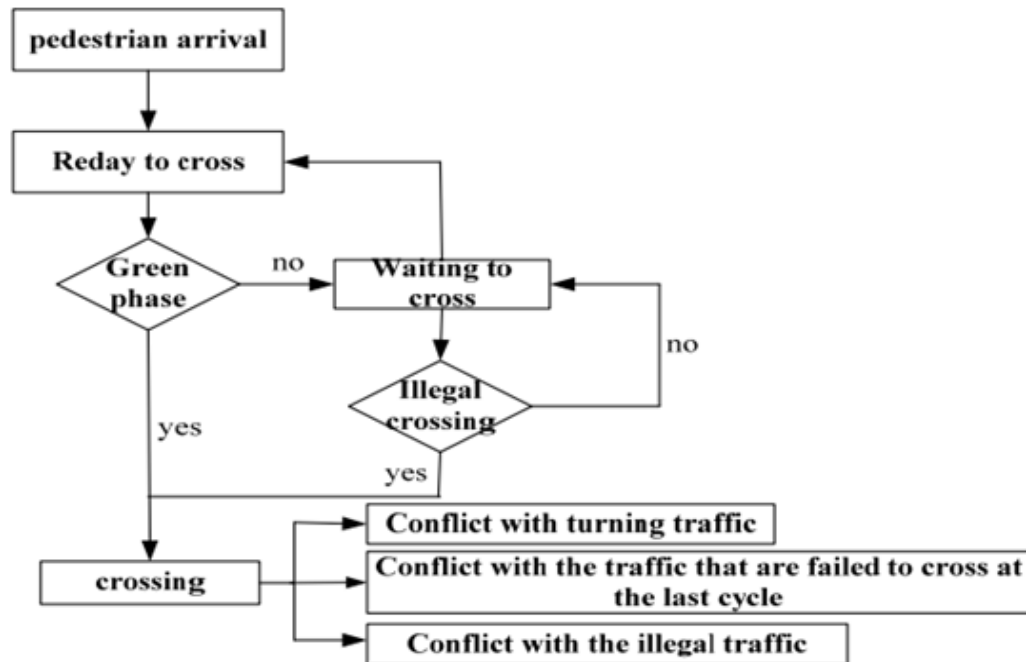 pedestrian arrival
Reday to cross
Green
phase
no
Waiting to
cross
no
Illegal
crossing
yes
yes
Conflict with turning traffic
crossing
Conflict with the traffic that are failed to cross at
the last cycle
Conflict with the illegal traffic